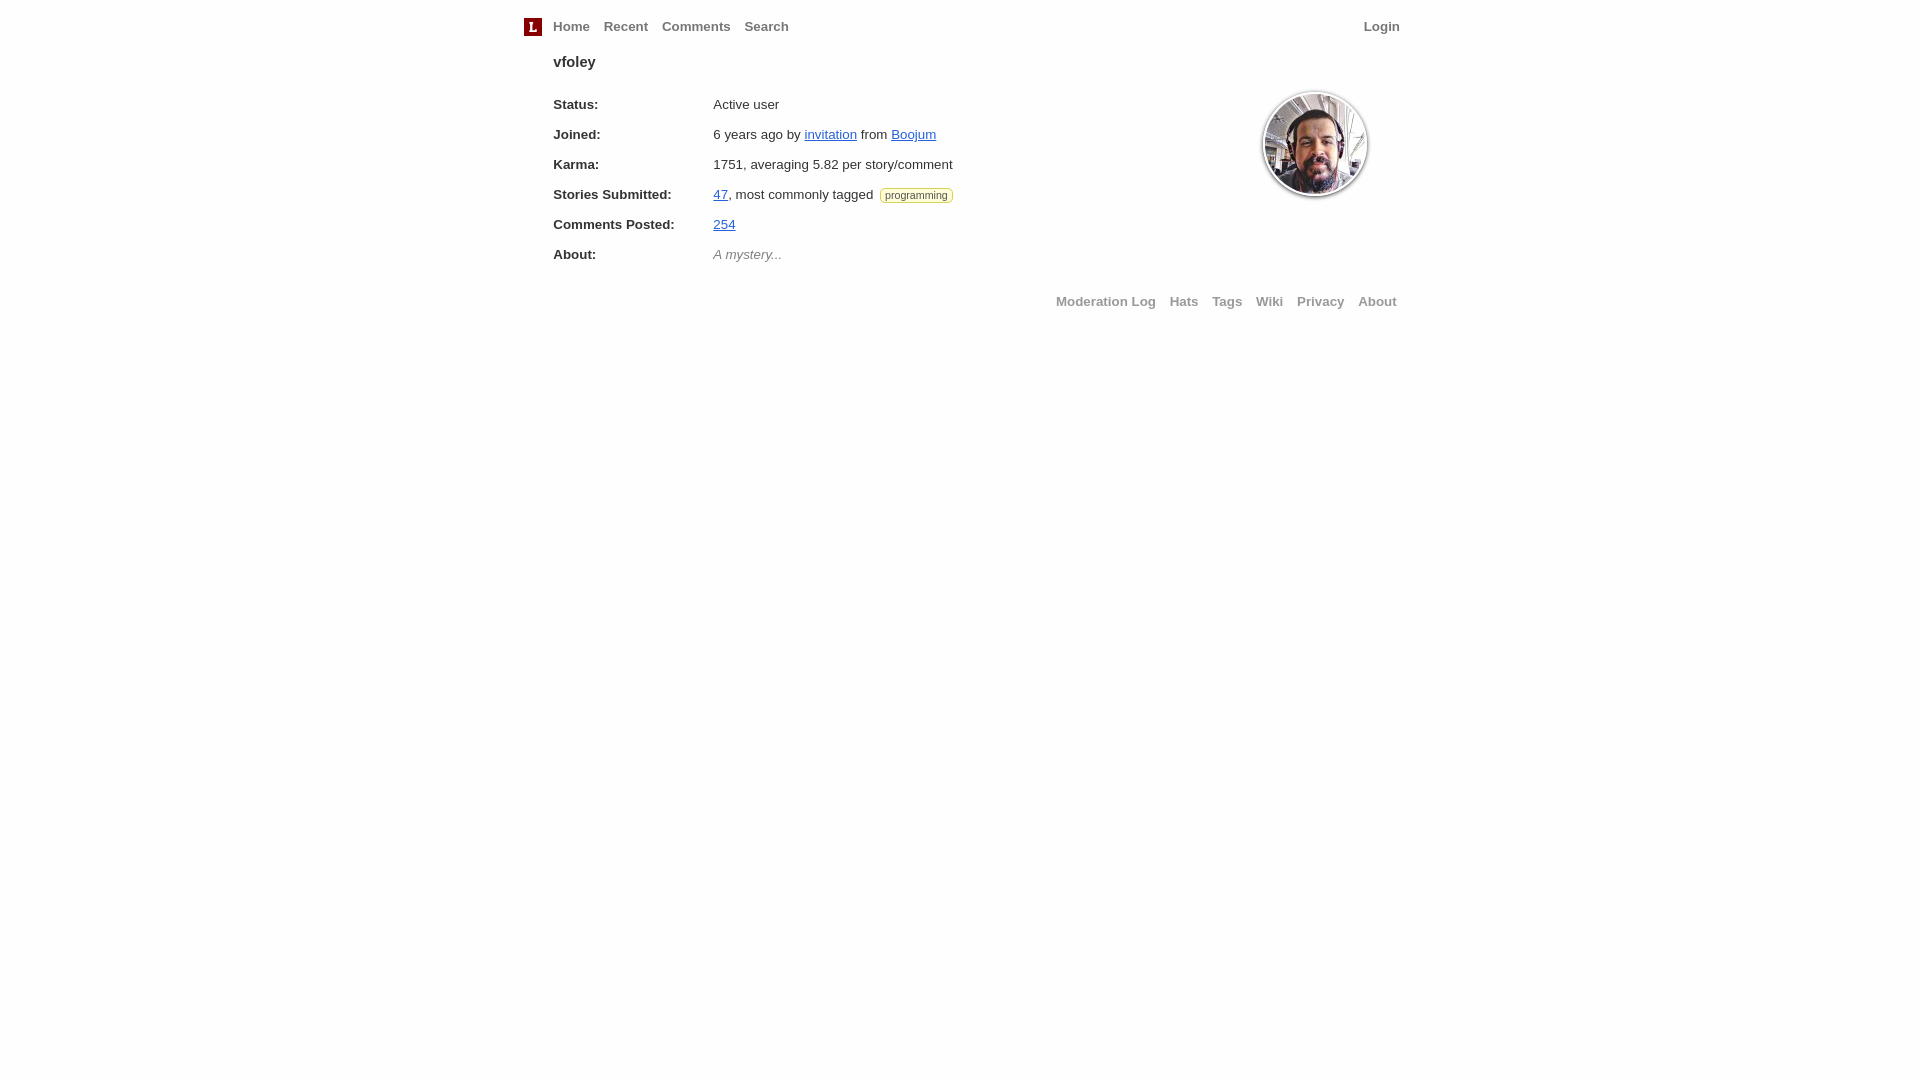 L Home Recent Comments Search Login
vfoley
Status: Active user
Joined: 6 years ago by invitation from Boojum
Karma: 1751, averaging 5.82 per story/comment
Stories Submitted: 47, most commonly tagged programming
Comments Posted: 254
About: A mystery...
Moderation Log Hats Tags Wiki Privacy About